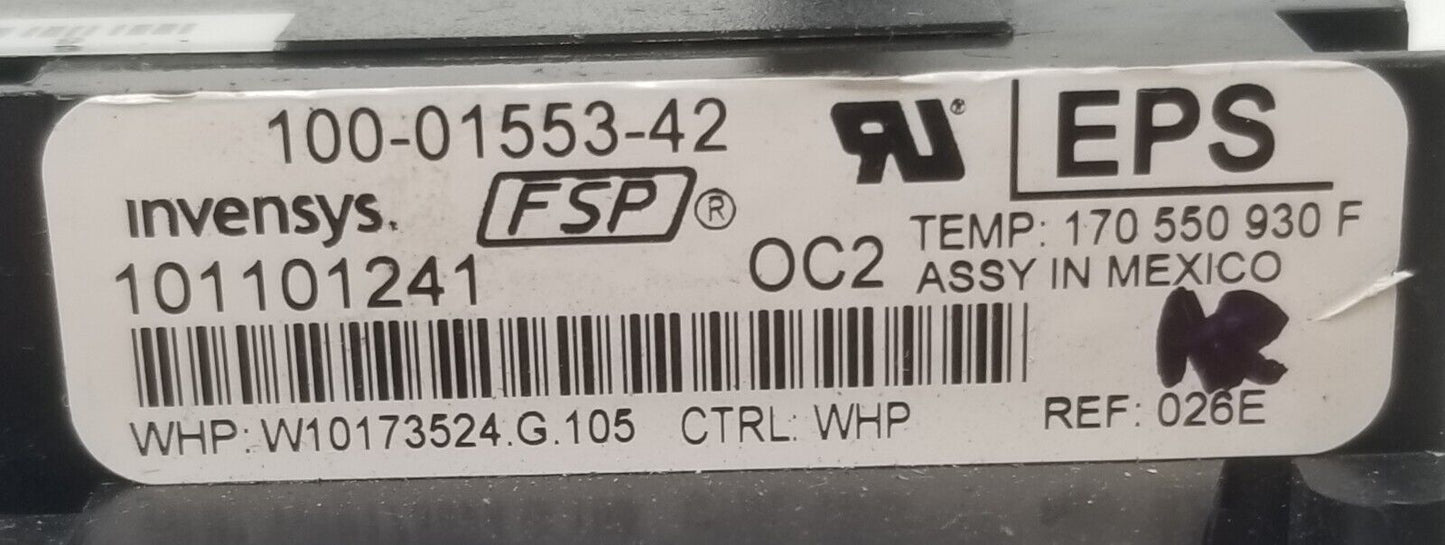 100-01553-42
RU® EPS
invensys. FSP®
TEMP: 170 550 930 F
101101241 OC2 ASSY IN MEXICO
WHP: W10173524.G.105 CTRL: WHP REF: 026E